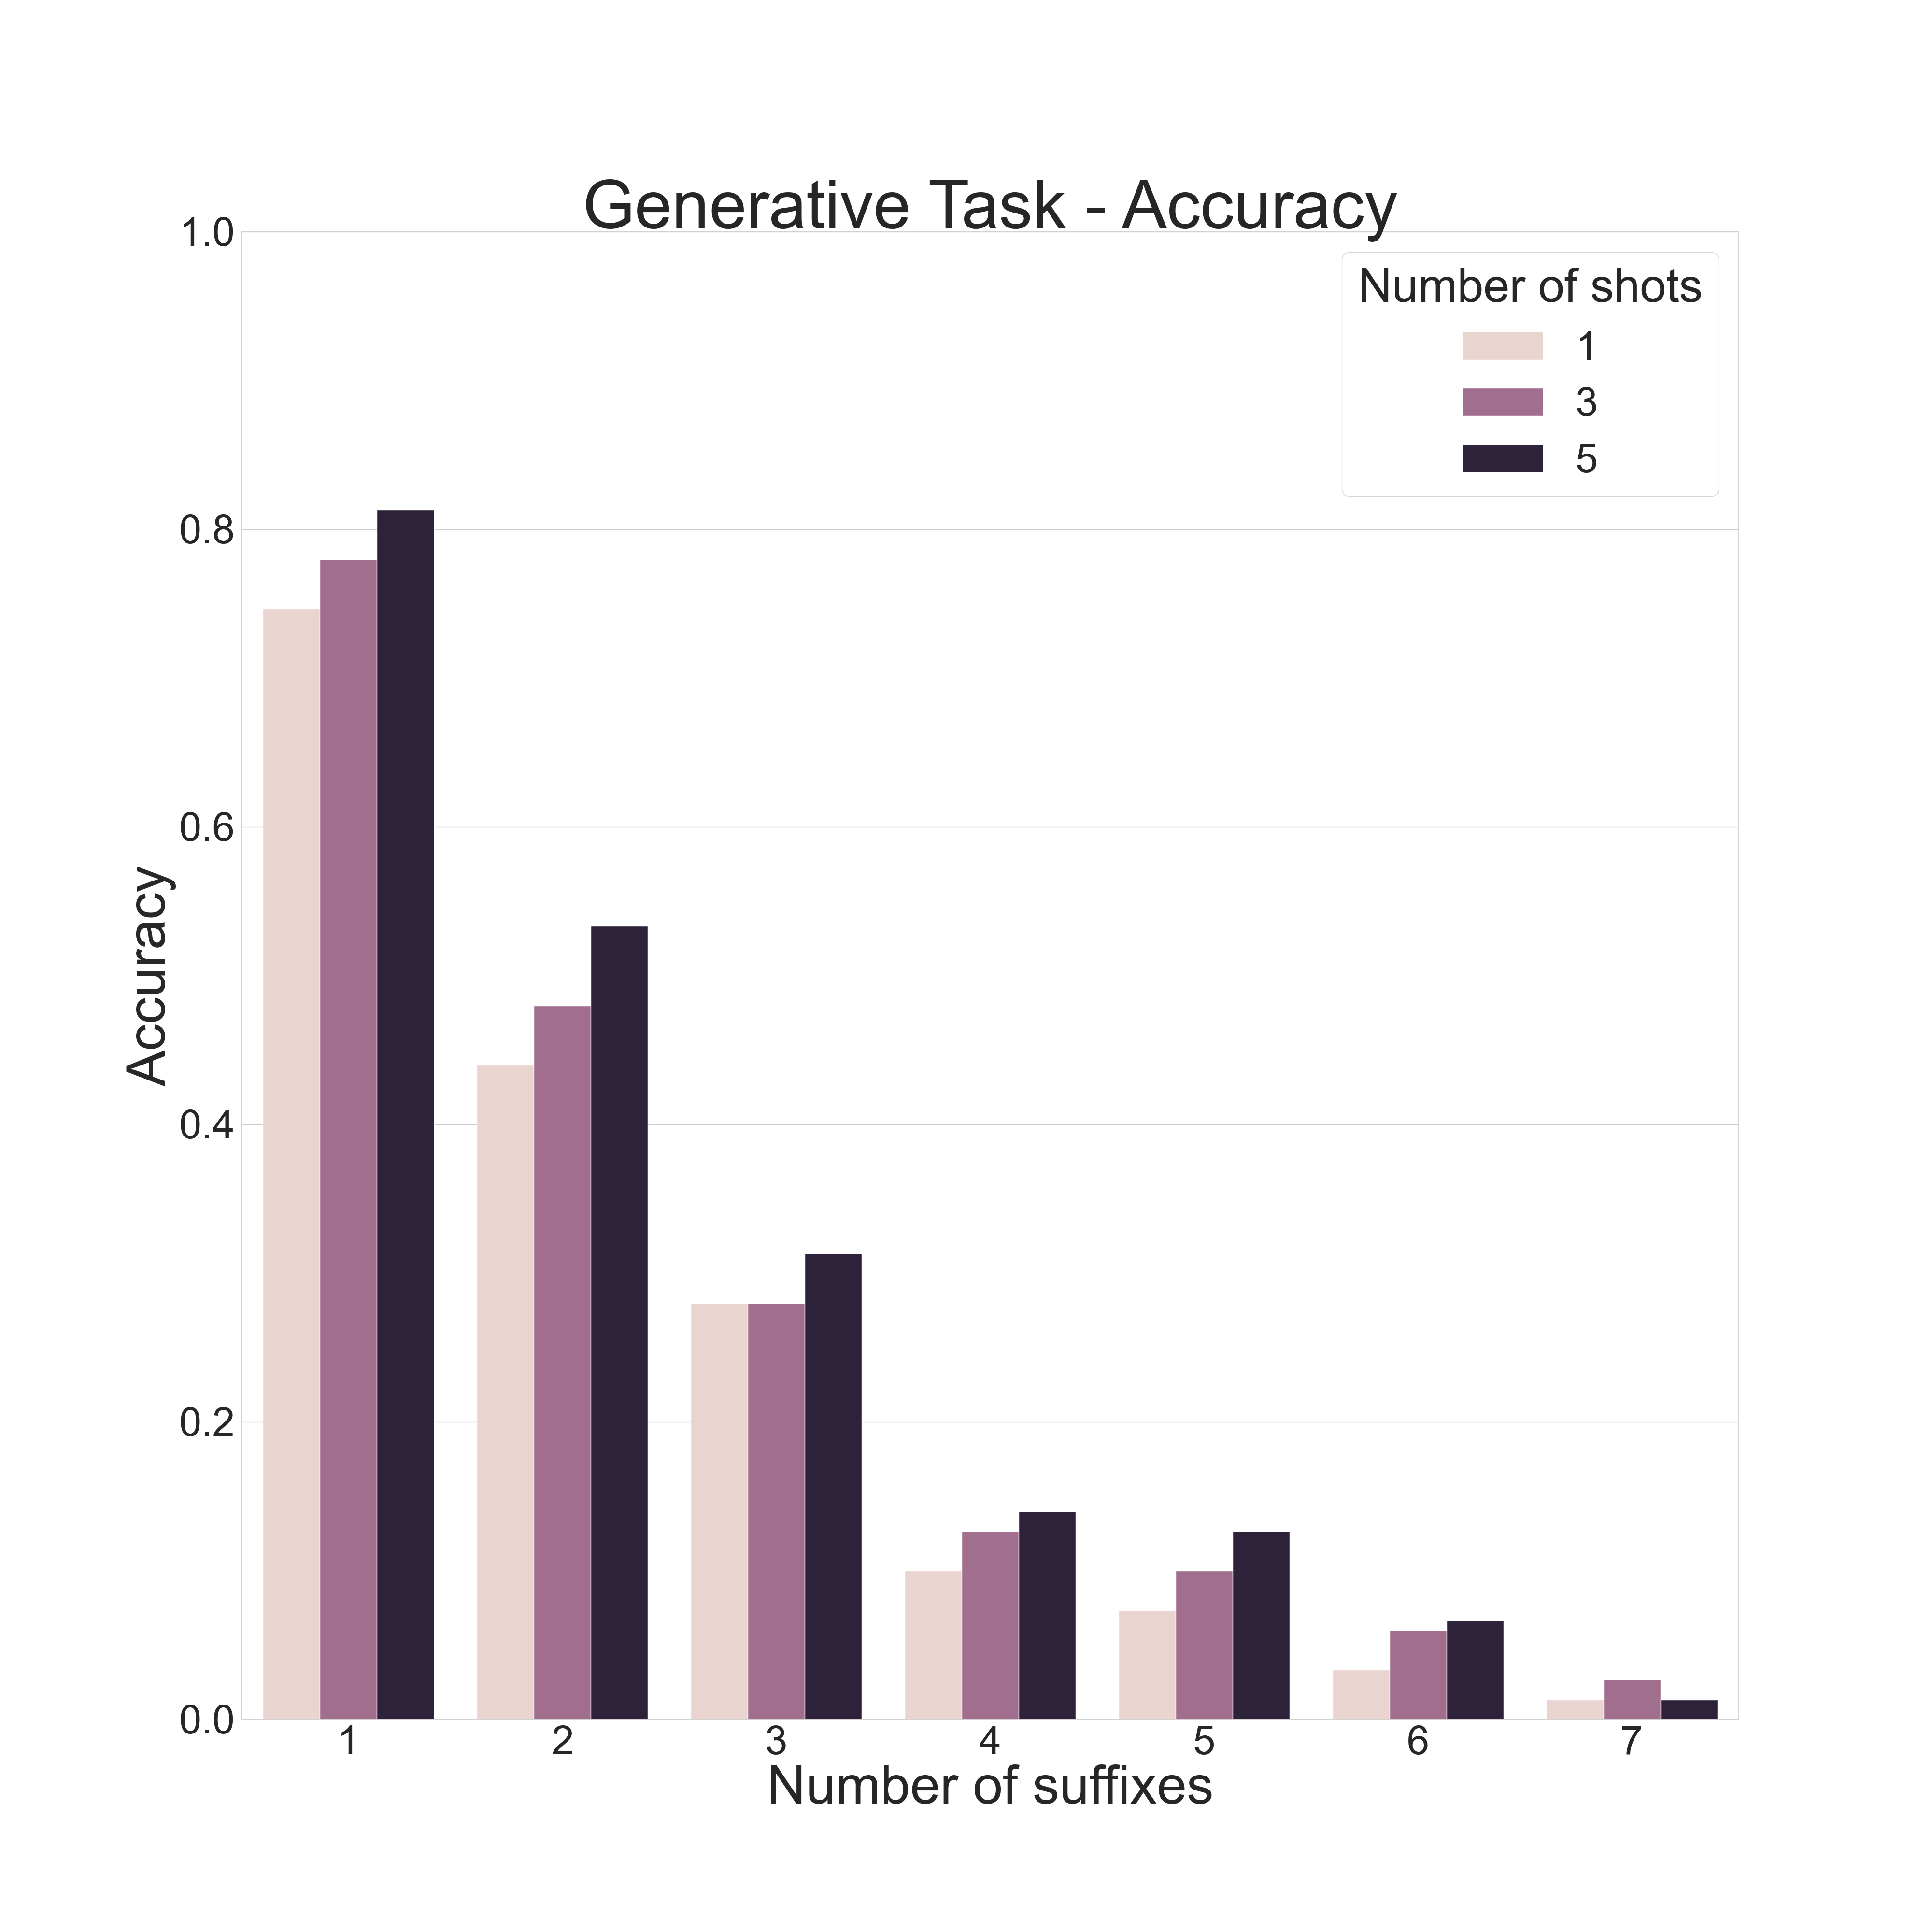 Generative Task - Accuracy
1.0
0.8
0.6
0.4
0.2
0.0
Accuracy
Number of shots
1
3
5
1 2 3 4 5 6 7
Number of suffixes